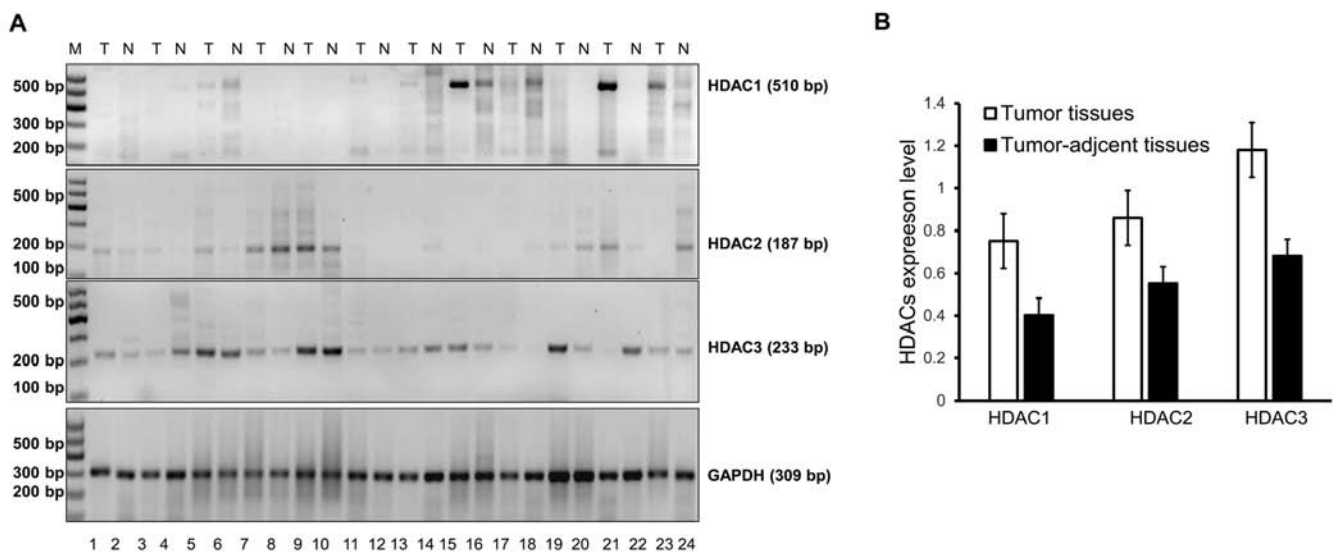 A
M T N T N T N T N T N T N T N T N T N T N T N T N
500 bp
300 bp
200 bp
HDAC1 (510 bp)
500 bp
200 bp
100 bp
HDAC2 (187 bp)
500 bp
200 bp
100 bp
HDAC3 (233 bp)
500 bp
300 bp
200 bp
GAPDH (309 bp)
1 2 3 4 5 6 7 8 9 10 11 12 13 14 15 16 17 18 19 20 21 22 23 24
B
HDACs expreeson level
1.4
1.2
1
0.8
0.6
0.4
0.2
0
Tumor tissues
Tumor-adjcent tissues
HDAC1 HDAC2 HDAC3